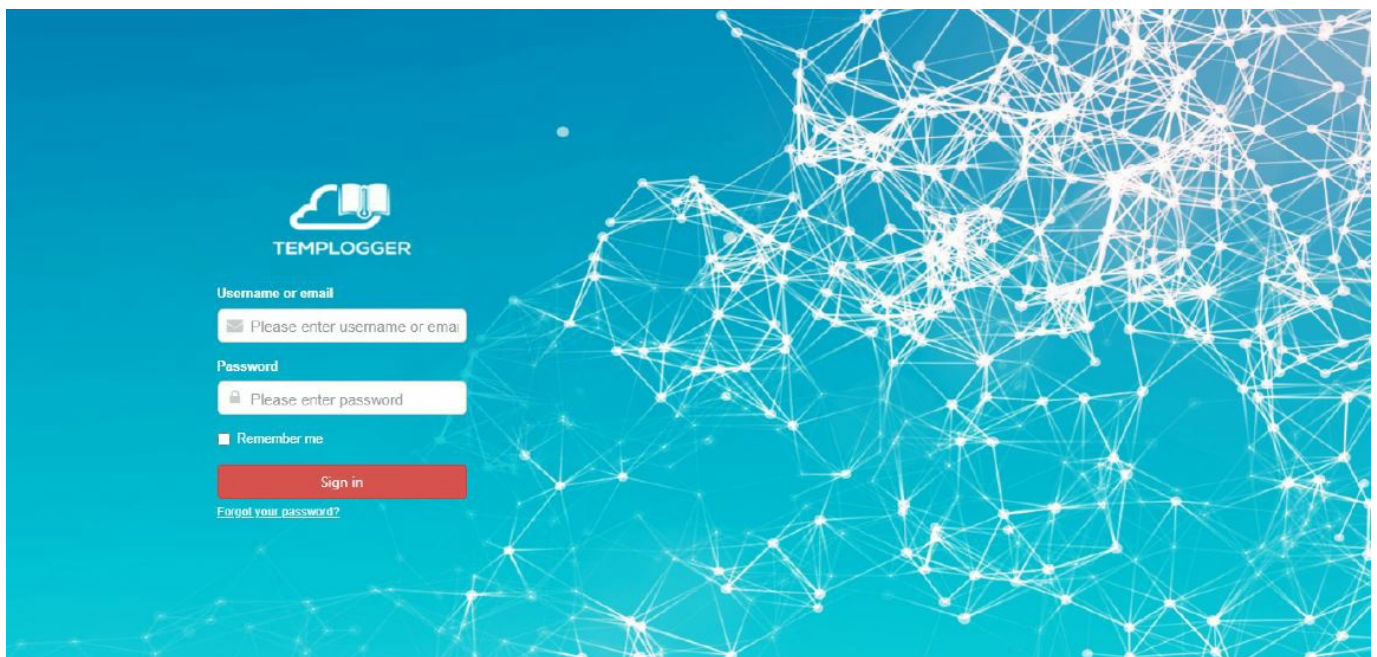 TEMPLOGGER
Username or email
Please enter username or emai
Password
Please enter password
Remember me
Sign in
Forgot your password?